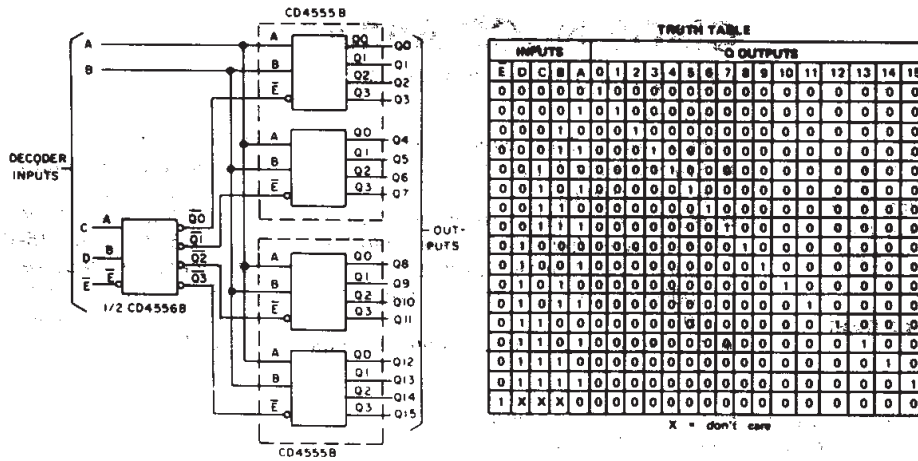 CD4555B
DECODER INPUTS
A
B
C
D
E̅
A
B
E̅
1/2 CD4556B
Q̅0
Q̅1
Q̅2
Q̅3
A
B
E̅
Q0 Q0
Q1 Q1
Q2 Q2
Q3 Q3
A
B
E̅
Q0 Q4
Q1 Q5
Q2 Q6
Q3 Q7
A
B
E̅
Q0 Q8
Q1 Q9
Q2 Q10
Q3 Q11
A
B
E̅
Q0 Q12
Q1 Q13
Q2 Q14
Q3 Q15
OUT-
PUTS
CD4555B
TRUTH TABLE
INPUTS Q OUTPUTS
E̅ D C B A 0 1 2 3 4 5 6 7 8 9 10 11 12 13 14 15
0 0 0 0 0 1 0 0 0 0 0 0 0 0 0 0 0 0 0 0 0
0 0 0 0 1 0 1 0 0 0 0 0 0 0 0 0 0 0 0 0 0
0 0 0 1 0 0 0 1 0 0 0 0 0 0 0 0 0 0 0 0 0
0 0 0 1 1 0 0 0 1 0 0 0 0 0 0 0 0 0 0 0 0
0 0 1 0 0 0 0 0 0 1 0 0 0 0 0 0 0 0 0 0 0
0 0 1 0 1 0 0 0 0 0 1 0 0 0 0 0 0 0 0 0 0
0 0 1 1 0 0 0 0 0 0 0 1 0 0 0 0 0 0 0 0 0
0 0 1 1 1 0 0 0 0 0 0 0 1 0 0 0 0 0 0 0 0
0 1 0 0 0 0 0 0 0 0 0 0 0 1 0 0 0 0 0 0 0
0 1 0 0 1 0 0 0 0 0 0 0 0 0 1 0 0 0 0 0 0
0 1 0 1 0 0 0 0 0 0 0 0 0 0 0 1 0 0 0 0 0
0 1 0 1 1 0 0 0 0 0 0 0 0 0 0 0 1 0 0 0 0
0 1 1 0 0 0 0 0 0 0 0 0 0 0 0 0 0 1 0 0 0
0 1 1 0 1 0 0 0 0 0 0 0 0 0 0 0 0 0 1 0 0
0 1 1 1 0 0 0 0 0 0 0 0 0 0 0 0 0 0 0 1 0
0 1 1 1 1 0 0 0 0 0 0 0 0 0 0 0 0 0 0 0 1
1 X X X 0 0 0 0 0 0 0 0 0 0 0 0 0 0 0 0 0
X = don't care